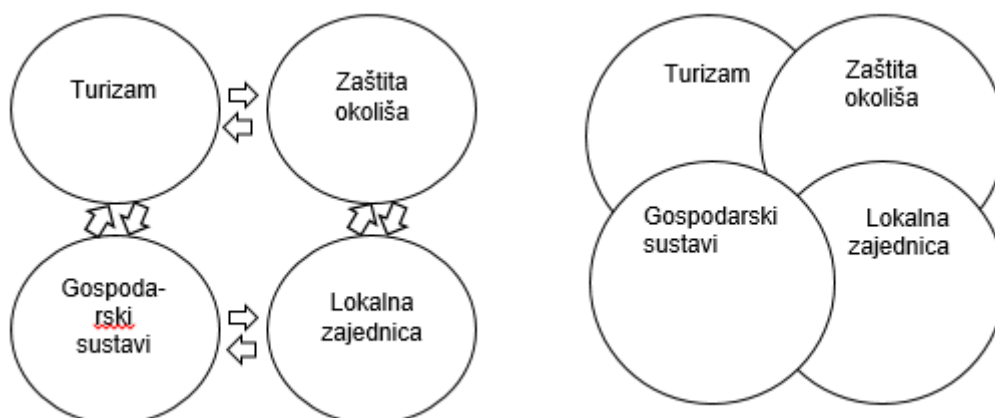 Turizam
Zaštita
okoliša
Gospoda-
rski
sustavi
Lokalna
zajednica
Turizam
Zaštita
okoliša
Gospodarski
sustavi
Lokalna
zajednica